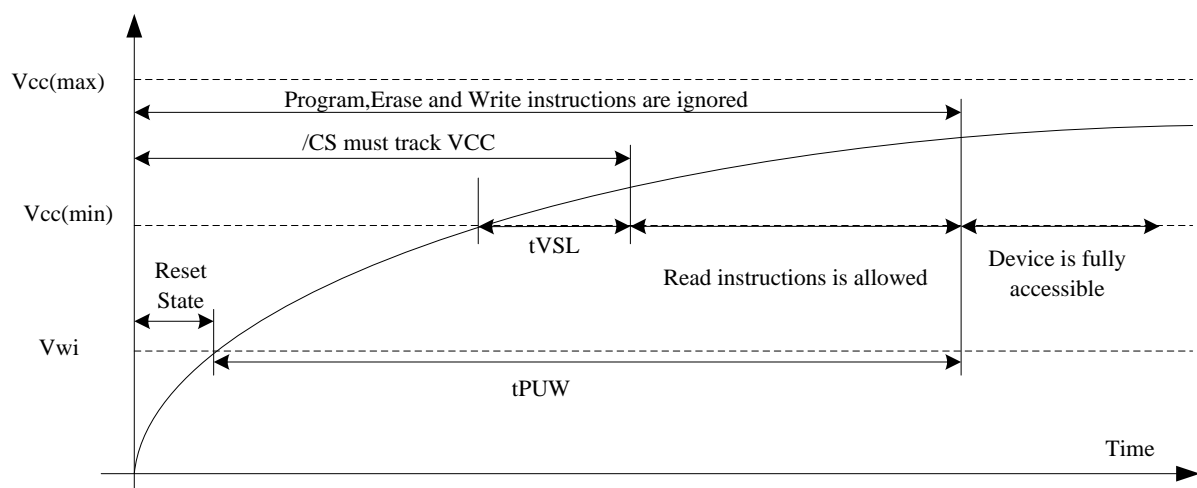 Vcc(max)
Program,Erase and Write instructions are ignored
/CS must track VCC
Vcc(min)
tVSL
Reset
State
Read instructions is allowed
Device is fully
accessible
Vwi
tPUW
Time